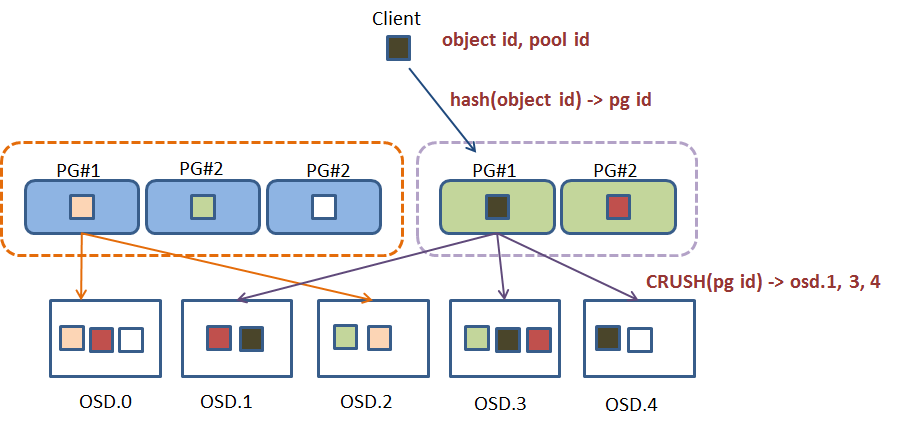 Client
object id, pool id
hash(object id) -> pg id
PG#1
PG#2
PG#2
PG#1
PG#2
CRUSH(pg id) -> osd.1, 3, 4
OSD.0
OSD.1
OSD.2
OSD.3
OSD.4